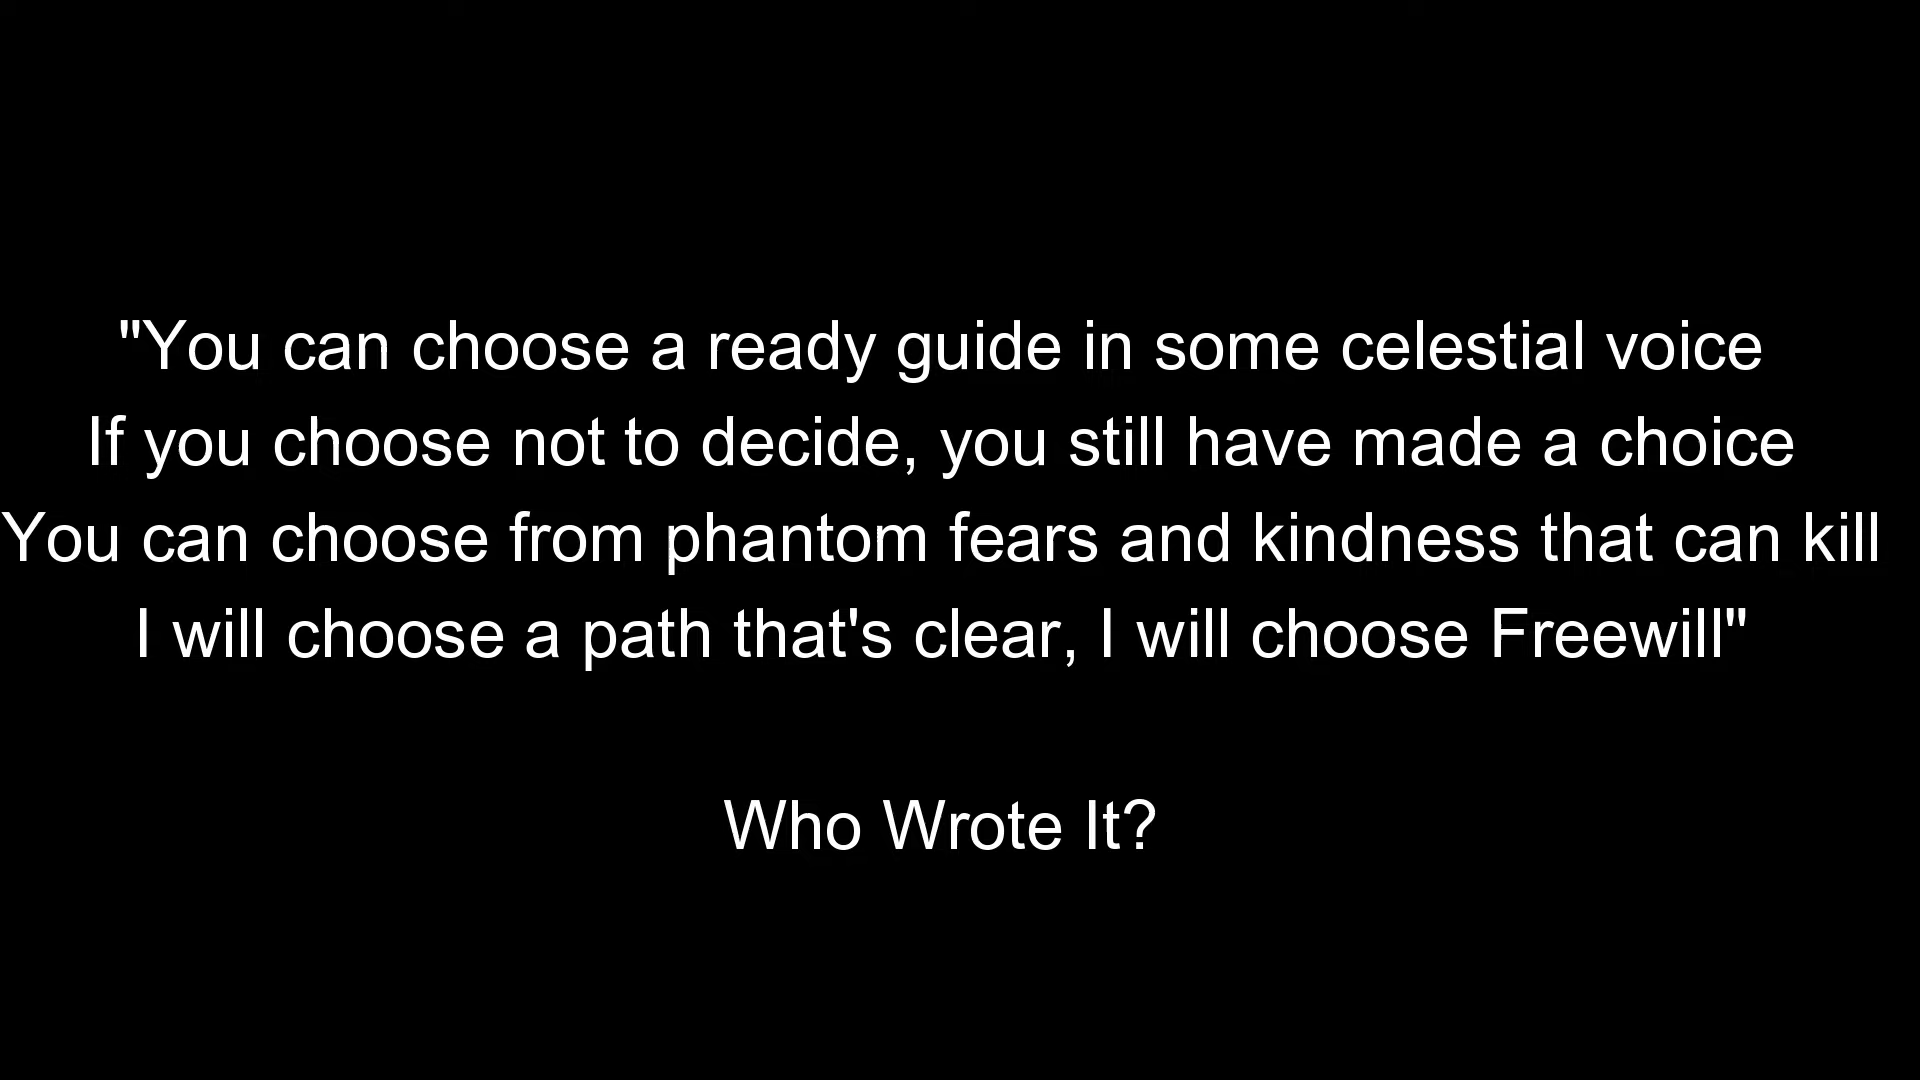 "You can choose a ready guide in some celestial voice
If you choose not to decide, you still have made a choice
You can choose from phantom fears and kindness that can kill
I will choose a path that's clear, I will choose Freewill"
Who Wrote It?